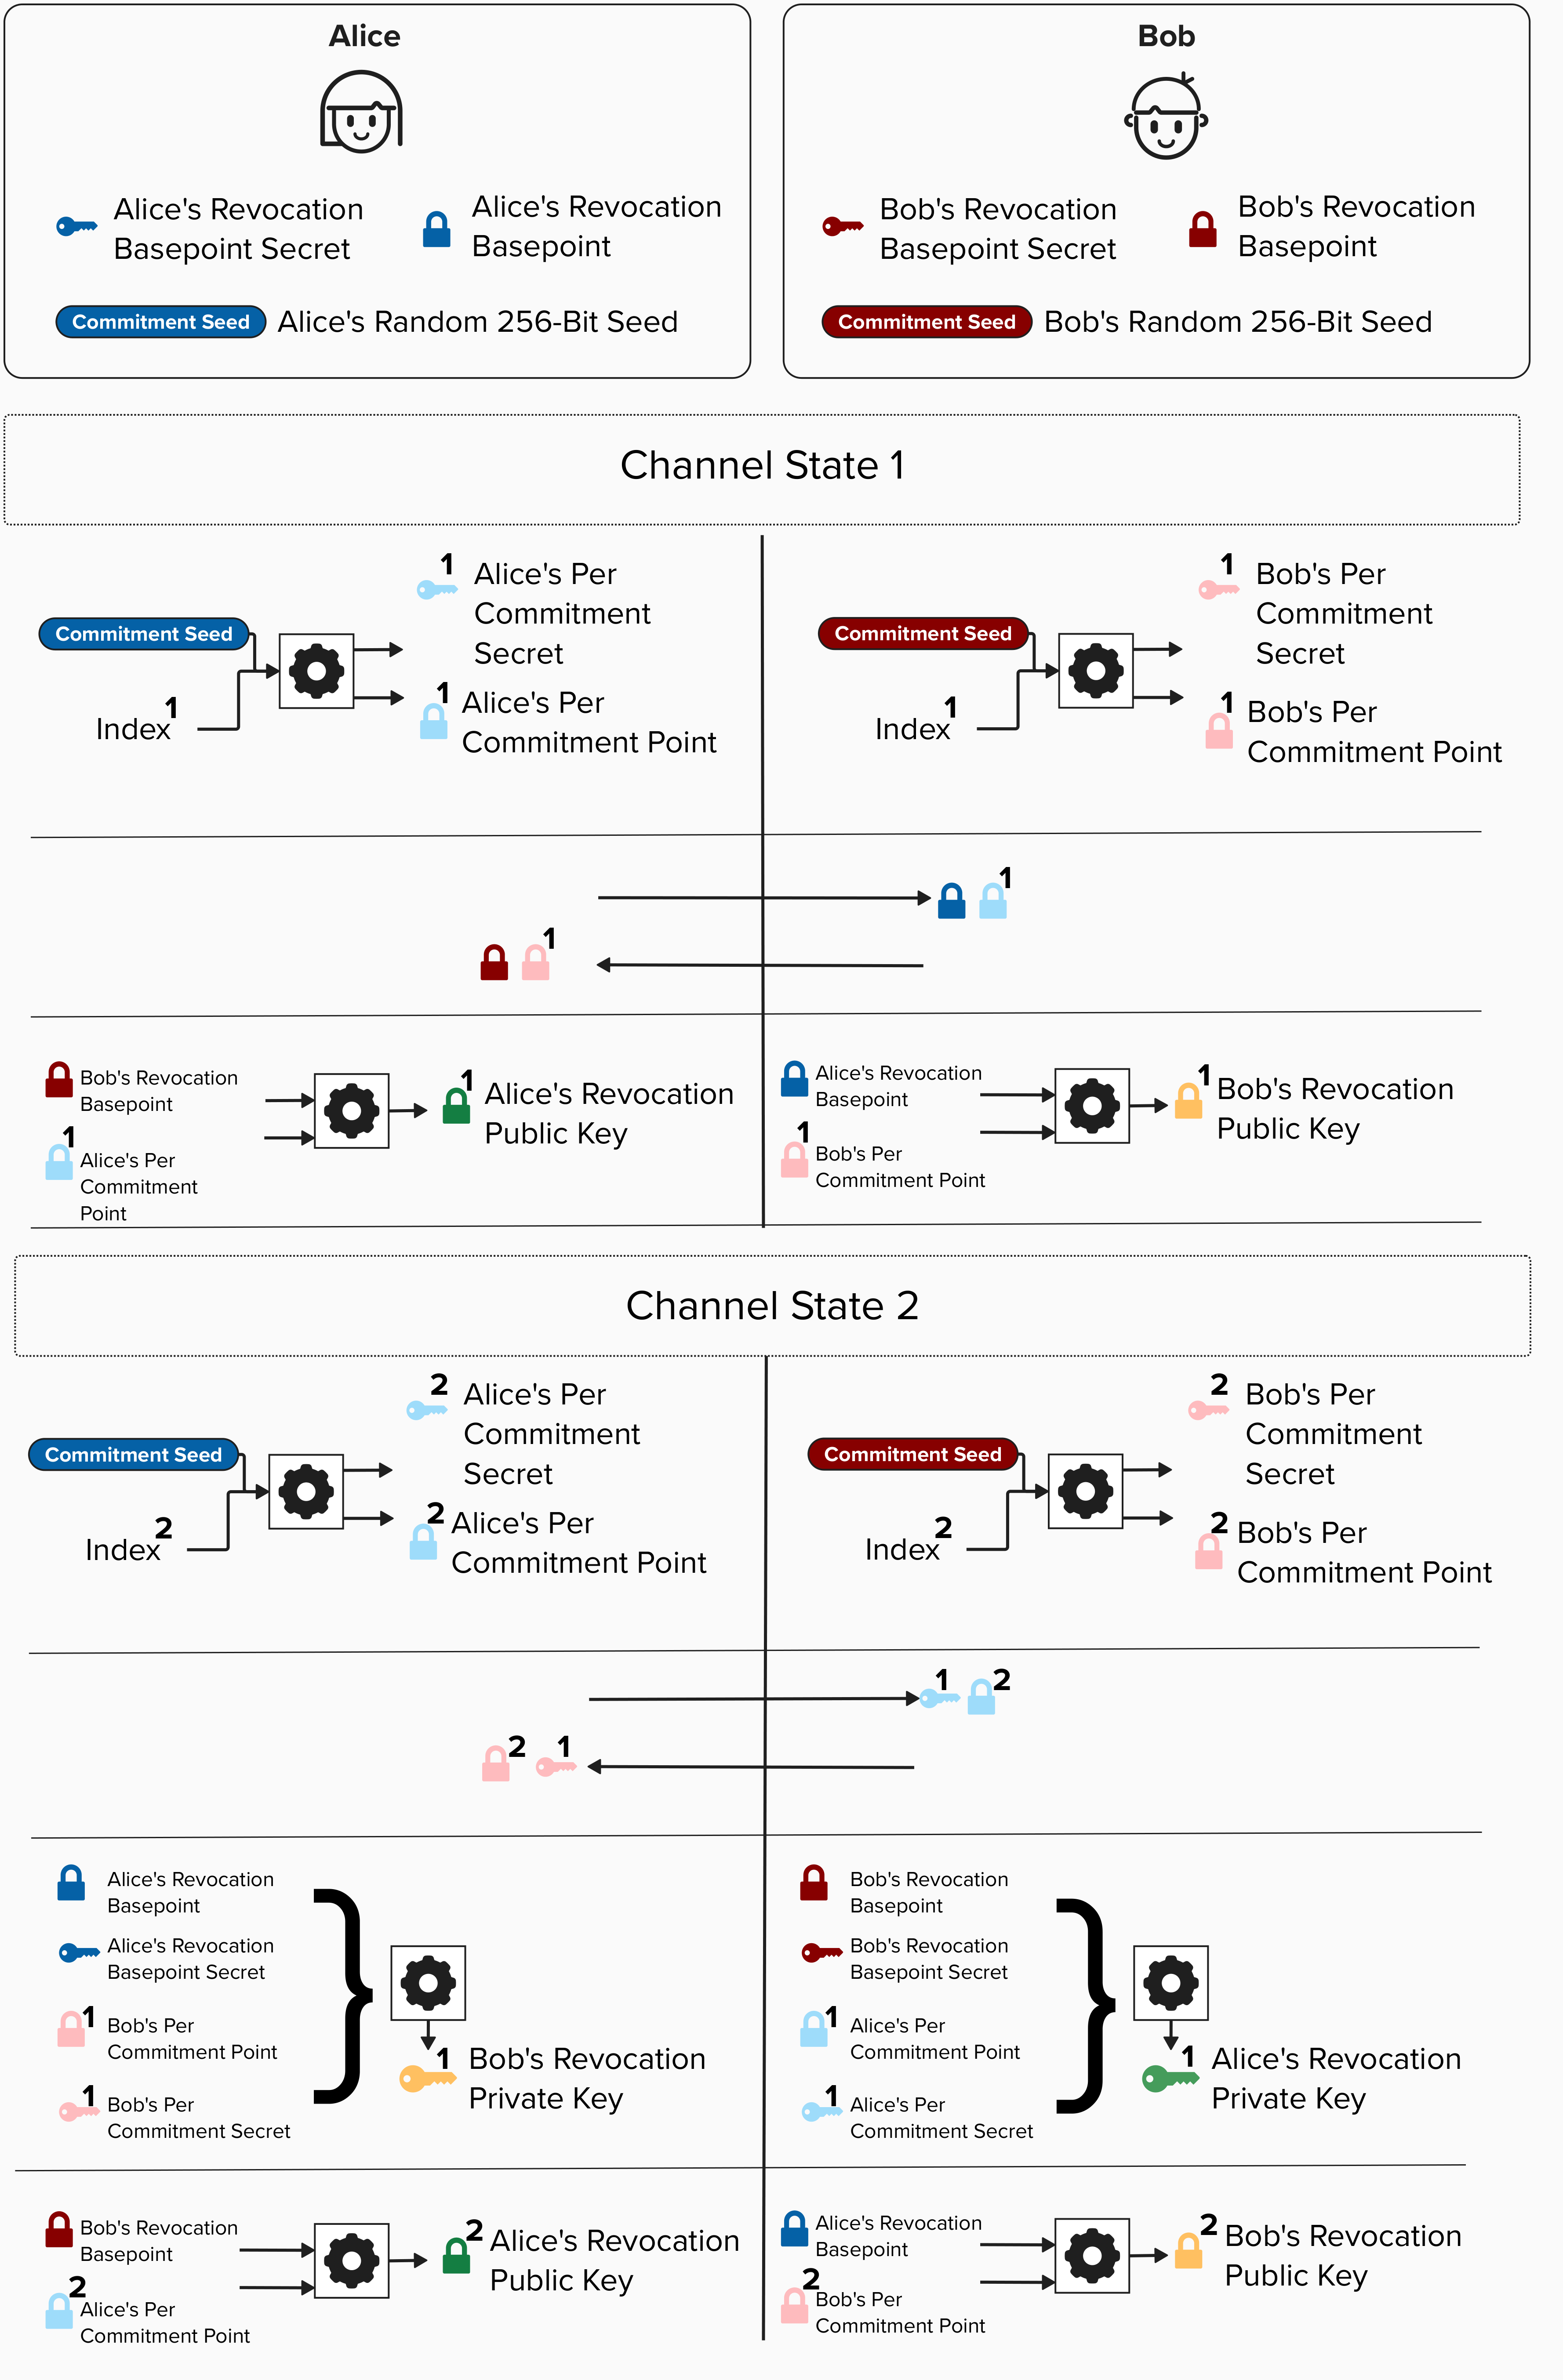 Alice
Alice's Revocation
Basepoint Secret
Alice's Revocation
Basepoint
Commitment Seed
Alice's Random 256-Bit Seed
Bob
Bob's Revocation
Basepoint Secret
Bob's Revocation
Basepoint
Commitment Seed
Bob's Random 256-Bit Seed
Channel State 1
Commitment Seed
Index
1
1
Alice's Per
Commitment
Secret
1
Alice's Per
Commitment Point
Commitment Seed
Index
1
1
Bob's Per
Commitment
Secret
1
Bob's Per
Commitment Point
1
1
Bob's Revocation
Basepoint
1
Alice's Per
Commitment
Point
1
Alice's Revocation
Public Key
Alice's Revocation
Basepoint
1
Bob's Per
Commitment Point
1
Bob's Revocation
Public Key
Channel State 2
Commitment Seed
Index
2
2
Alice's Per
Commitment
Secret
2
Alice's Per
Commitment Point
Commitment Seed
Index
2
2
Bob's Per
Commitment
Secret
2
Bob's Per
Commitment Point
1
2
2
1
Alice's Revocation
Basepoint
Alice's Revocation
Basepoint Secret
1
Bob's Per
Commitment Point
1
Bob's Per
Commitment Secret
1
Bob's Revocation
Private Key
Bob's Revocation
Basepoint
Bob's Revocation
Basepoint Secret
1
Alice's Per
Commitment Point
1
Alice's Per
Commitment Secret
1
Alice's Revocation
Private Key
Bob's Revocation
Basepoint
2
Alice's Per
Commitment Point
2
Alice's Revocation
Public Key
Alice's Revocation
Basepoint
2
Bob's Per
Commitment Point
2
Bob's Revocation
Public Key